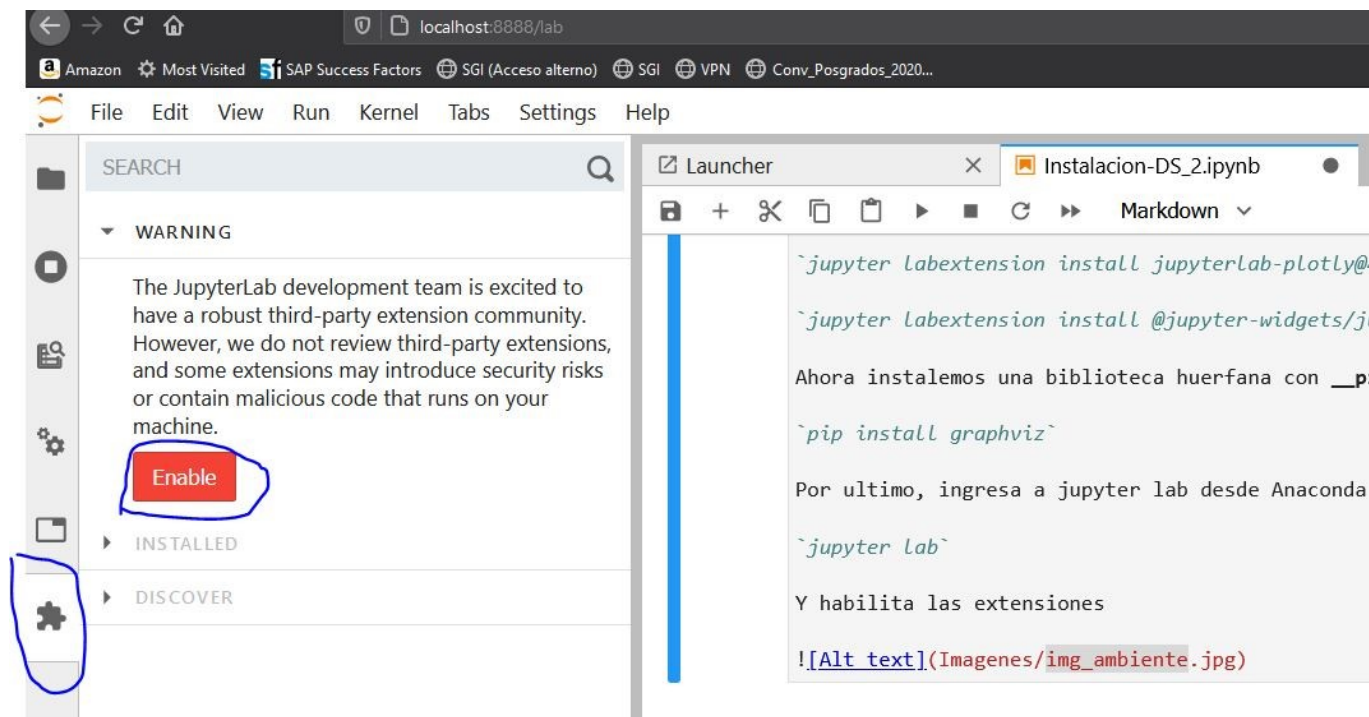 localhost:8888/lab
Amazon Most Visited SAP Success Factors SGI (Acceso alterno) SGI VPN Conv_Posgrados_2020...
File Edit View Run Kernel Tabs Settings Help
SEARCH
WARNING
The JupyterLab development team is excited to
have a robust third-party extension community.
However, we do not review third-party extensions,
and some extensions may introduce security risks
or contain malicious code that runs on your
machine.
Enable
INSTALLED
DISCOVER
Launcher Instalacion-DS_2.ipynb
Markdown
`jupyter labextension install jupyterlab-plotly@
`jupyter labextension install @jupyter-widgets/j
Ahora instalemos una biblioteca huerfana con __p
`pip install graphviz`
Por ultimo, ingresa a jupyter lab desde Anaconda
`jupyter lab`
Y habilita las extensiones
![Alt text](Imagenes/img_ambiente.jpg)